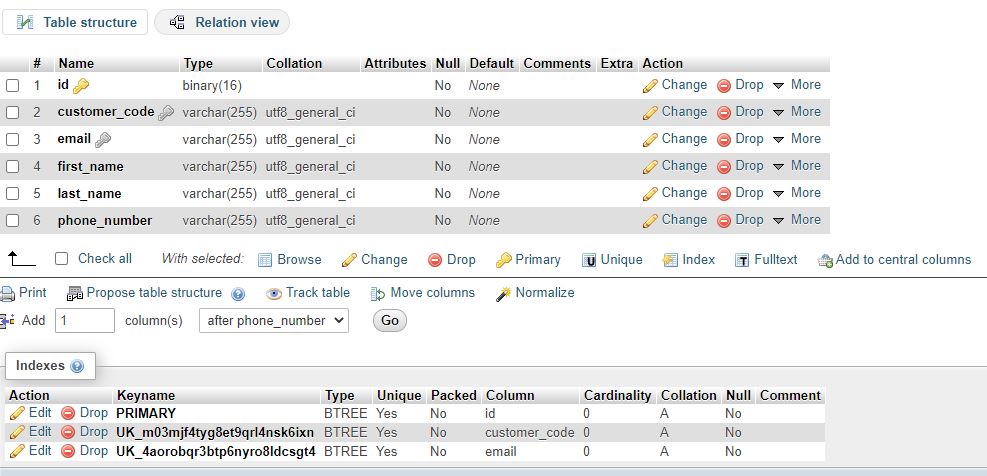 Table structure Relation view
# Name Type Collation Attributes Null Default Comments Extra Action
1 id binary(16) No None Change Drop More
2 customer_code varchar(255) utf8_general_ci No None Change Drop More
3 email varchar(255) utf8_general_ci No None Change Drop More
4 first_name varchar(255) utf8_general_ci No None Change Drop More
5 last_name varchar(255) utf8_general_ci No None Change Drop More
6 phone_number varchar(255) utf8_general_ci No None Change Drop More
Check all With selected: Browse Change Drop Primary U Unique Index T Fulltext Add to central columns
Print Propose table structure ? Track table Move columns Normalize
Add 1 column(s) after phone_number Go
Indexes ?
Action Keyname Type Unique Packed Column Cardinality Collation Null Comment
Edit Drop PRIMARY BTREE Yes No id 0 A No
Edit Drop UK_m03mjf4tyg8et9qrl4nsk6ixn BTREE Yes No customer_code 0 A No
Edit Drop UK_4aorobqr3btp6nyro8ldcsgt4 BTREE Yes No email 0 A No